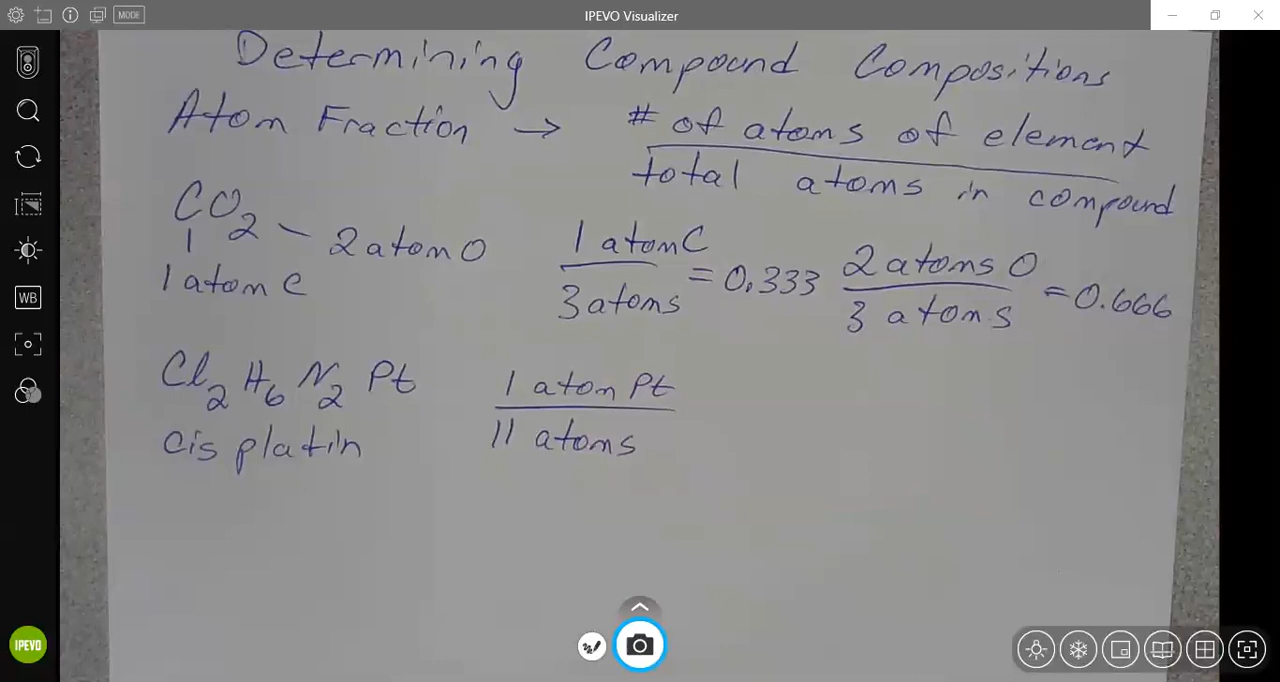 IPEVO Visualizer
MODE
Determining Compound Compositions
Atom Fraction → # of atoms of element
total atoms in compound
CO2 - 2 atom O
1 atom C
1 atom C
3 atoms
= 0.333
2 atoms O
3 atoms
= 0.666
Cl2 H6 N2 Pt
cis platin
1 atom Pt
11 atoms
WB
IPEVO